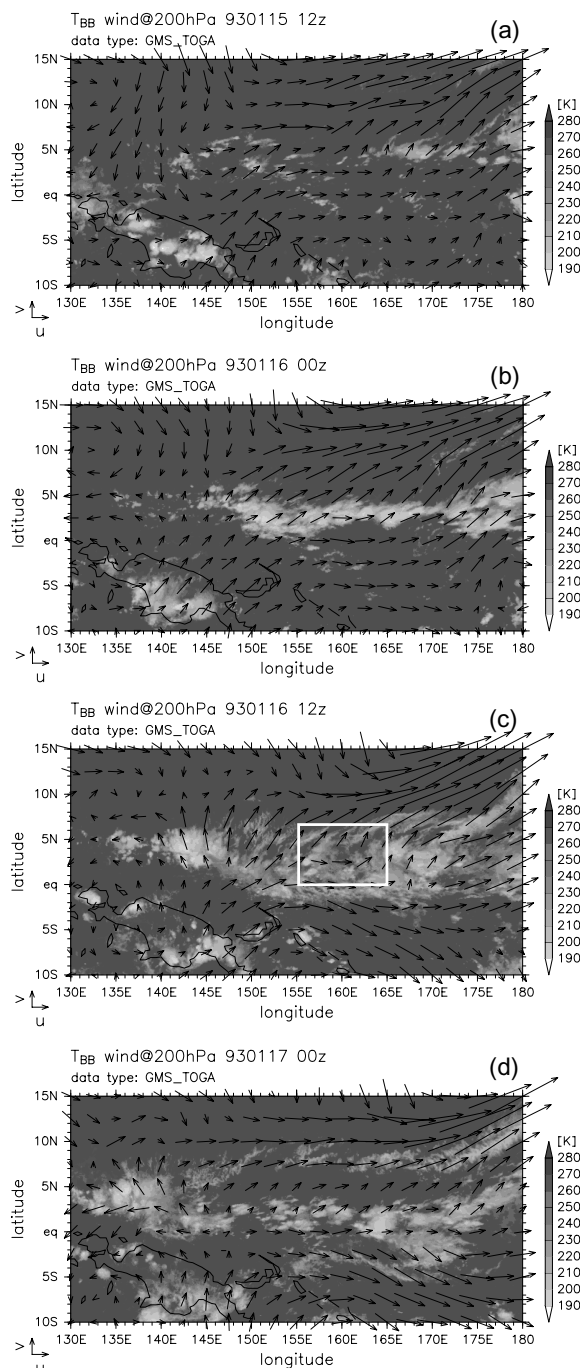 T_BB wind@200hPa 930115 12z
(a)
data type: GMS_TOGA
15N
10N
5N
eq
5S
10S
latitude
130E 135E 140E 145E 150E 155E 160E 165E 170E 175E 180
longitude
v
u
[K]
280
270
260
250
240
230
220
210
200
190
T_BB wind@200hPa 930116 00z
(b)
data type: GMS_TOGA
15N
10N
5N
eq
5S
10S
latitude
130E 135E 140E 145E 150E 155E 160E 165E 170E 175E 180
longitude
v
u
[K]
280
270
260
250
240
230
220
210
200
190
T_BB wind@200hPa 930116 12z
(c)
data type: GMS_TOGA
15N
10N
5N
eq
5S
10S
latitude
130E 135E 140E 145E 150E 155E 160E 165E 170E 175E 180
longitude
v
u
[K]
280
270
260
250
240
230
220
210
200
190
T_BB wind@200hPa 930117 00z
(d)
data type: GMS_TOGA
15N
10N
5N
eq
5S
10S
latitude
130E 135E 140E 145E 150E 155E 160E 165E 170E 175E 180
longitude
v
u
[K]
280
270
260
250
240
230
220
210
200
190